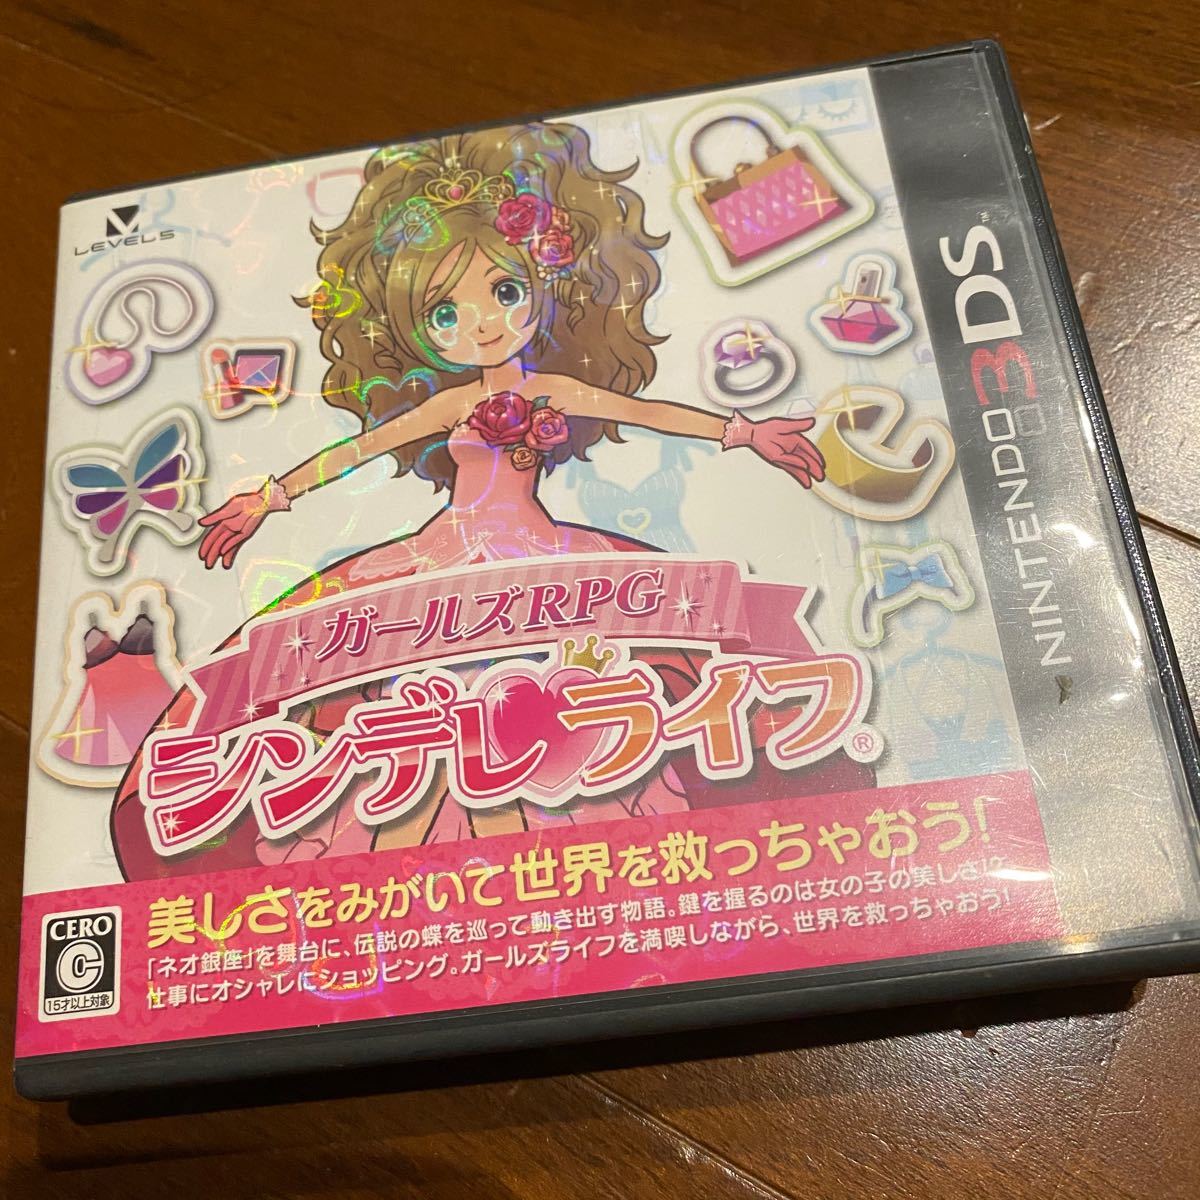 LEVEL5
NINTENDO 3DS™
ガールズRPG
シンデレライフ®
美しさをみがいて世界を救っちゃおう!
「ネオ銀座」を舞台に、伝説の蝶を巡って動き出す物語。鍵を握るのは女の子の美しさ!?
仕事にオシャレにショッピング。ガールズライフを満喫しながら、世界を救っちゃおう!
CERO
C
15才以上対象